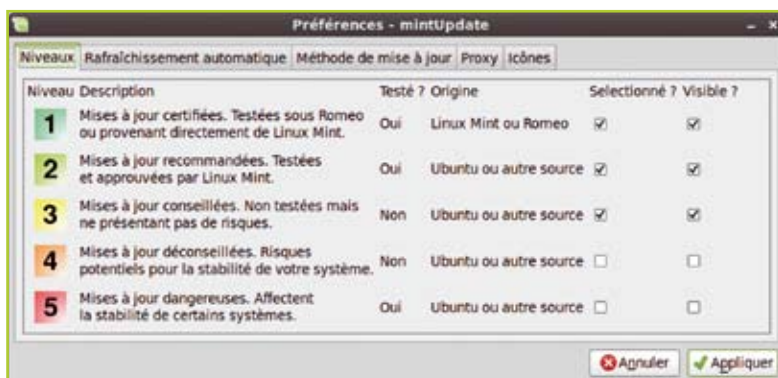 Préférences - mintUpdate
Niveaux Rafraîchissement automatique Méthode de mise à jour Proxy Icônes
Niveau Description Testé ? Origine Selectionné ? Visible ?
1 Mises à jour certifiées. Testées sous Romeo
ou provenant directement de Linux Mint. Oui Linux Mint ou Romeo
2 Mises à jour recommandées. Testées
et approuvées par Linux Mint. Oui Ubuntu ou autre source
3 Mises à jour conseillées. Non testées mais
ne présentant pas de risques. Non Ubuntu ou autre source
4 Mises à jour déconseillées. Risques
potentiels pour la stabilité de votre système. Non Ubuntu ou autre source
5 Mises à jour dangereuses. Affectent
la stabilité de certains systèmes. Oui Ubuntu ou autre source
Annuler Appliquer